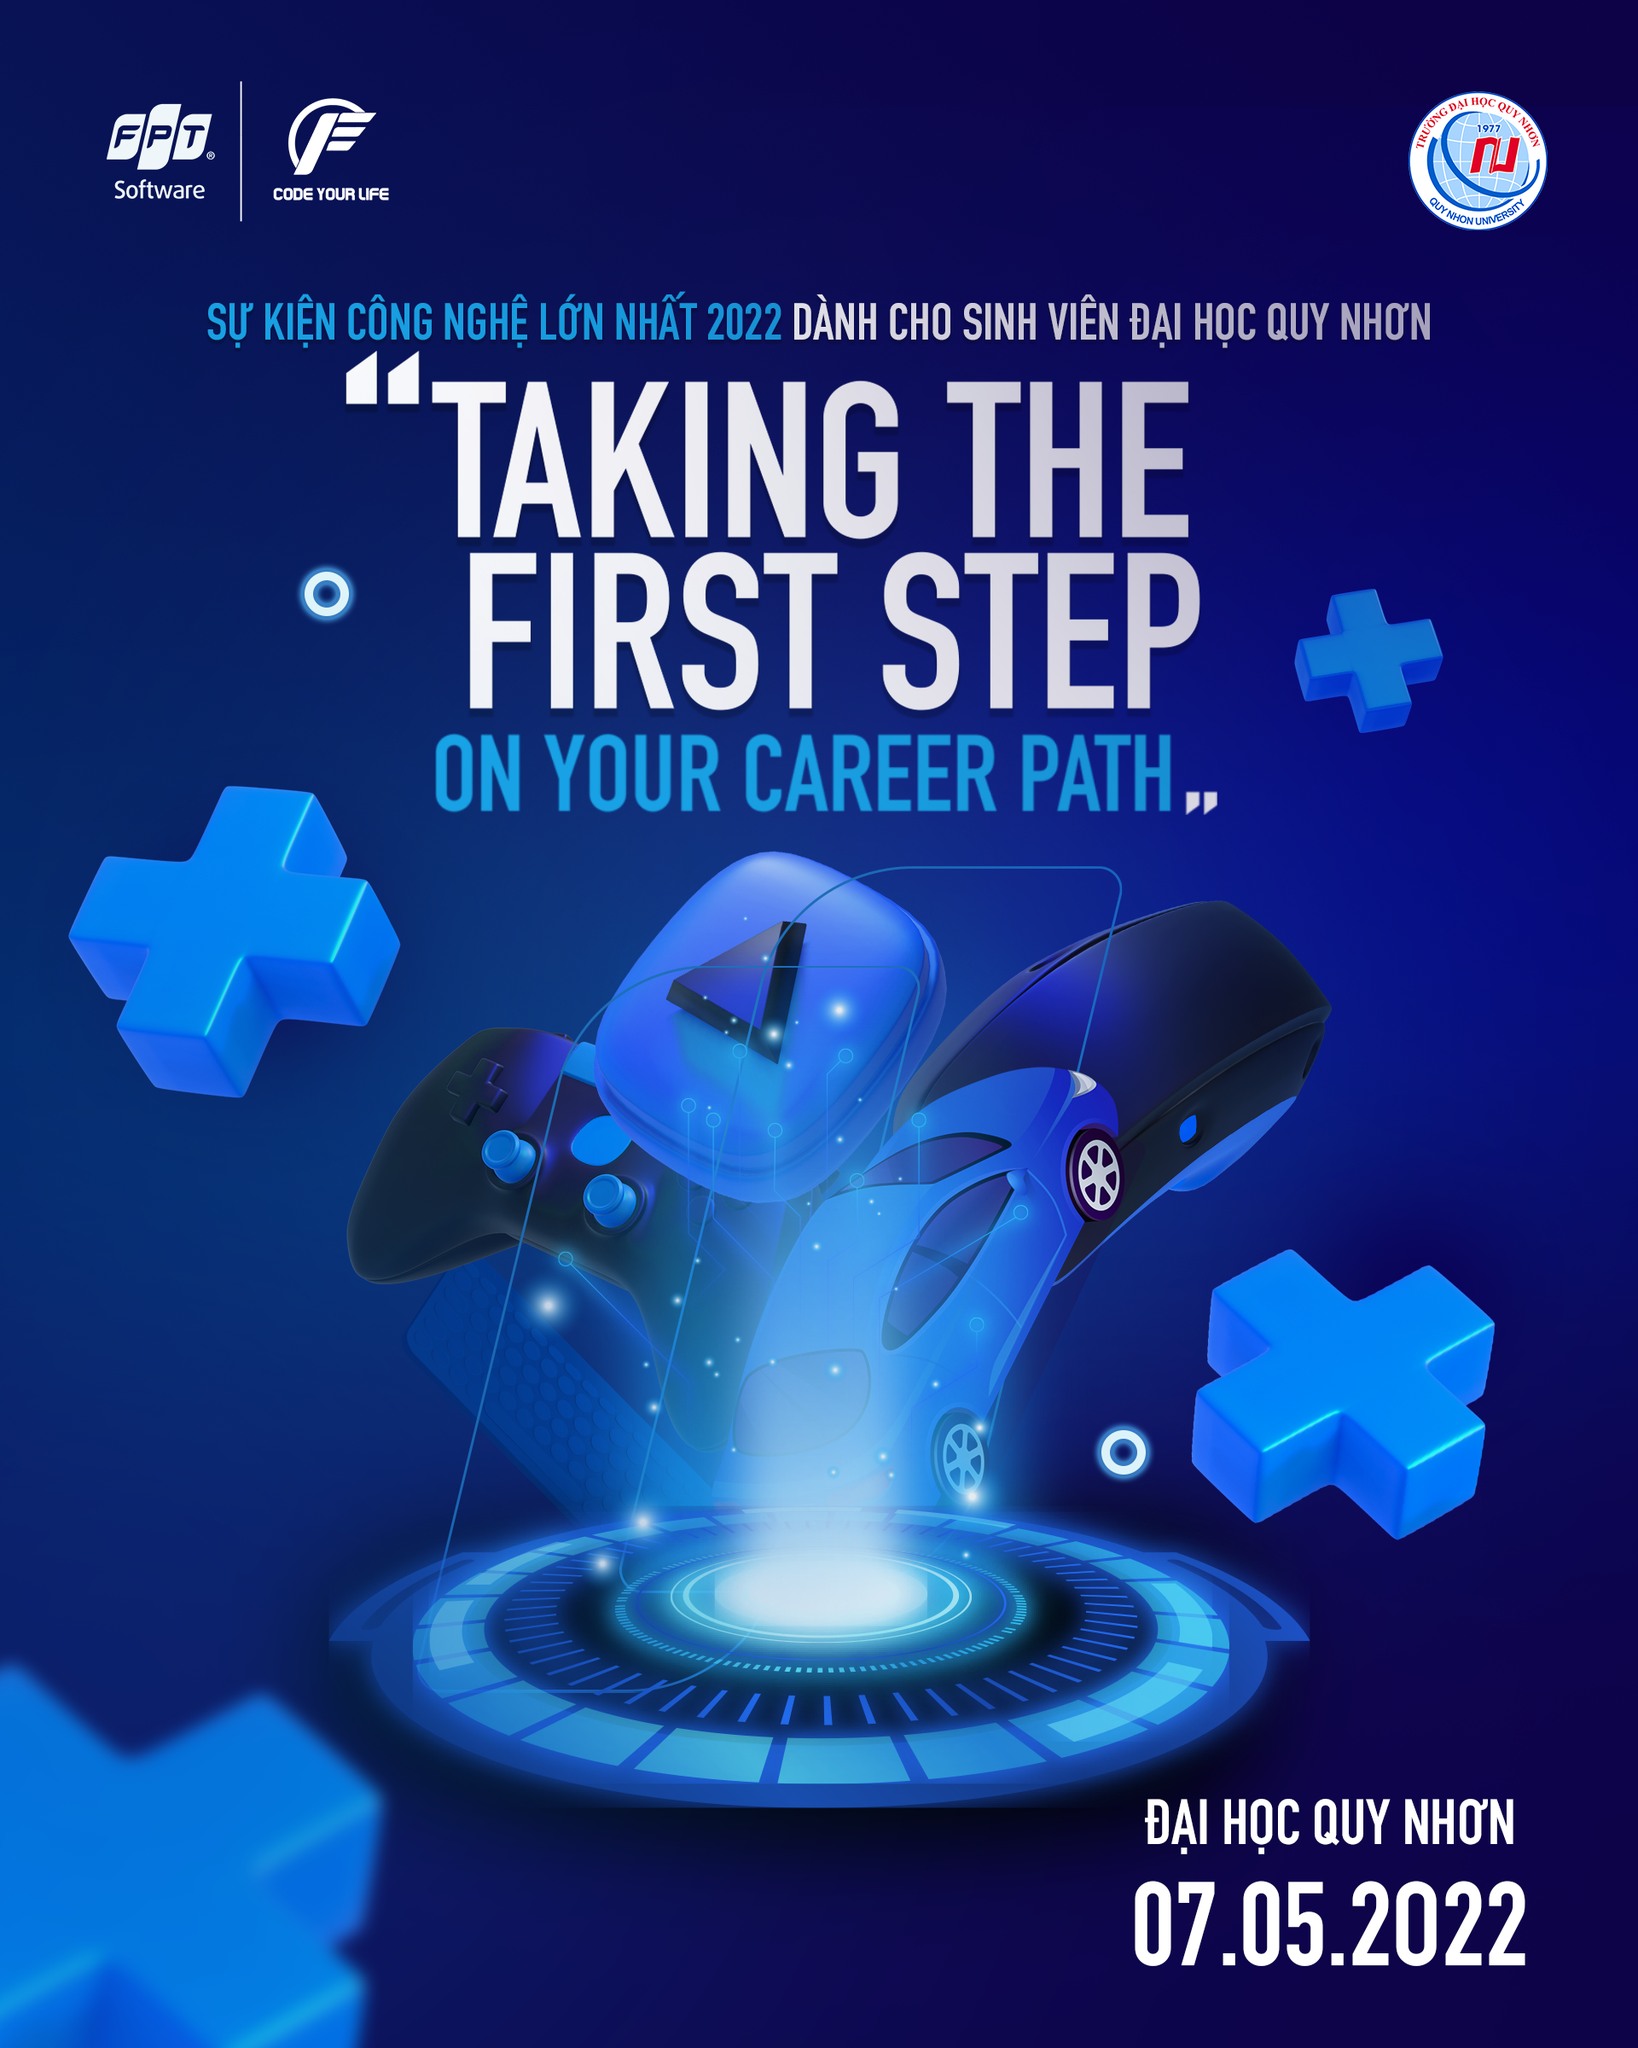 FPT®
Software
CODE YOUR LIFE
TRƯỜNG ĐẠI HỌC QUY NHƠN
1977
QUY NHON UNIVERSITY
SỰ KIỆN CÔNG NGHỆ LỚN NHẤT 2022 DÀNH CHO SINH VIÊN ĐẠI HỌC QUY NHƠN
“TAKING THE
FIRST STEP
ON YOUR CAREER PATH„
ĐẠI HỌC QUY NHƠN
07.05.2022